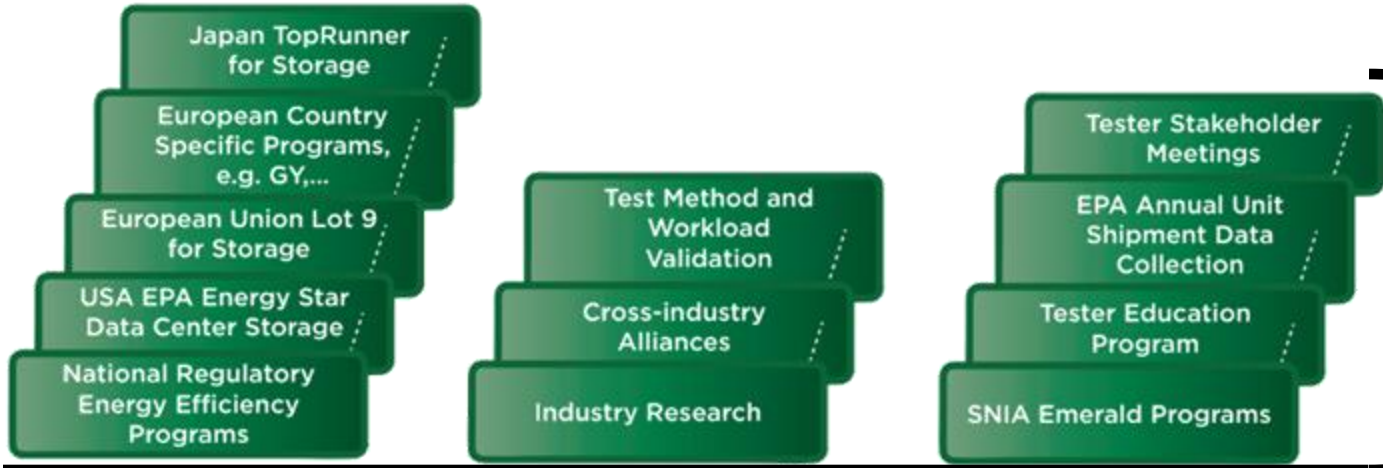 Japan TopRunner
for Storage
European Country
Specific Programs,
e.g. GY,...
European Union Lot 9
for Storage
USA EPA Energy Star
Data Center Storage
National Regulatory
Energy Efficiency
Programs
Test Method and
Workload
Validation
Cross-industry
Alliances
Industry Research
Tester Stakeholder
Meetings
EPA Annual Unit
Shipment Data
Collection
Tester Education
Program
SNIA Emerald Programs